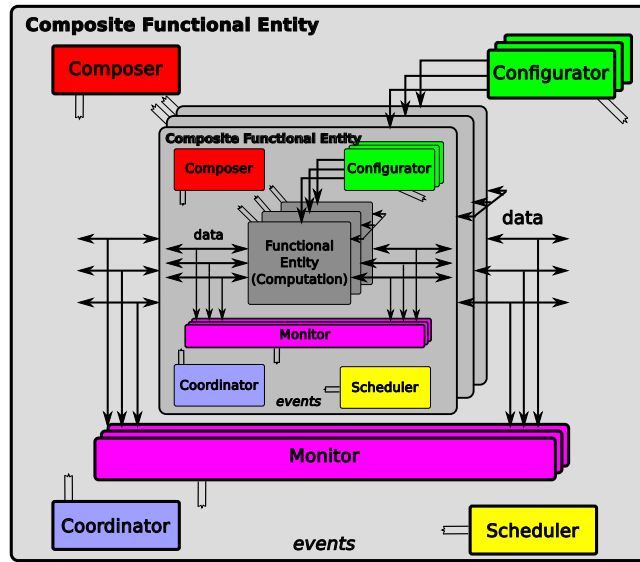 Composite Functional Entity
Composer
Configurator
Composite Functional Entity
Composer
Configurator
data
data
Functional
Entity
(Computation)
Monitor
Coordinator
Scheduler
events
Monitor
Coordinator
Scheduler
events